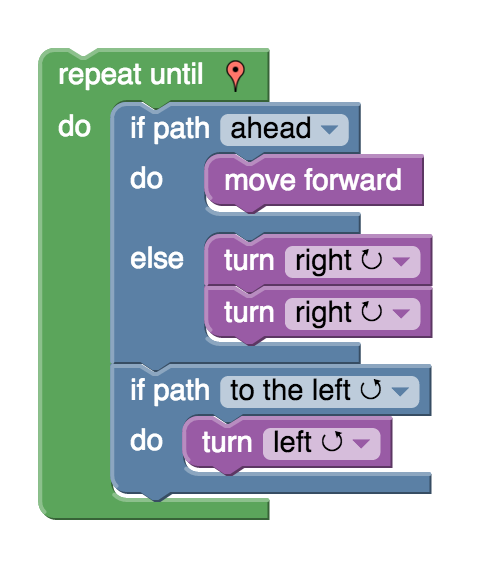 repeat until
do if path ahead
do move forward
else turn right ↻
turn right ↻
if path to the left ↺
do turn left ↺